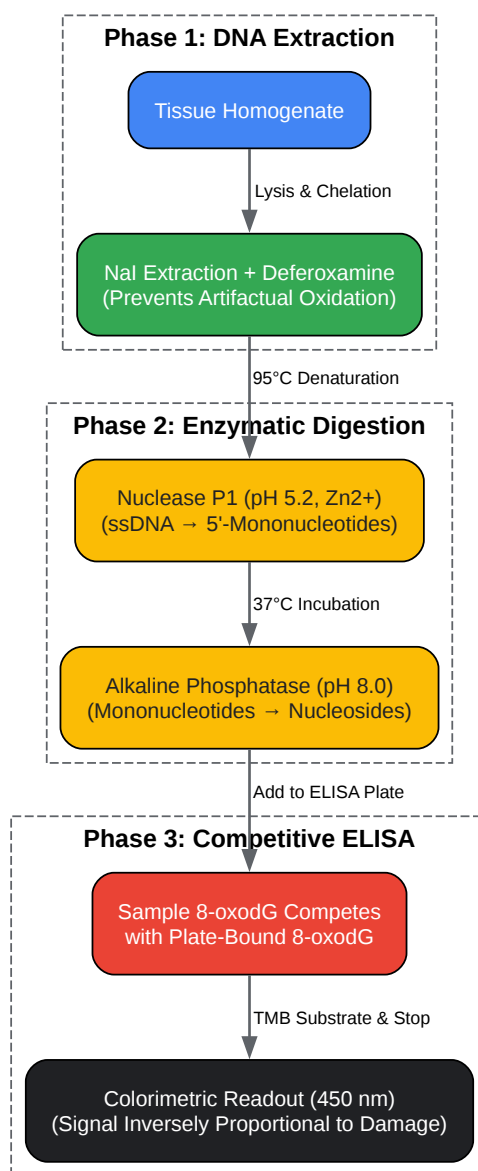 Phase 1: DNA Extraction
Tissue Homogenate
Lysis & Chelation
NaI Extraction + Deferoxamine
(Prevents Artifactual Oxidation)
95°C Denaturation
Phase 2: Enzymatic Digestion
Nuclease P1 (pH 5.2, Zn2+)
(ssDNA → 5'-Mononucleotides)
37°C Incubation
Alkaline Phosphatase (pH 8.0)
(Mononucleotides → Nucleosides)
Add to ELISA Plate
Phase 3: Competitive ELISA
Sample 8-oxodG Competes
with Plate-Bound 8-oxodG
TMB Substrate & Stop
Colorimetric Readout (450 nm)
(Signal Inversely Proportional to Damage)